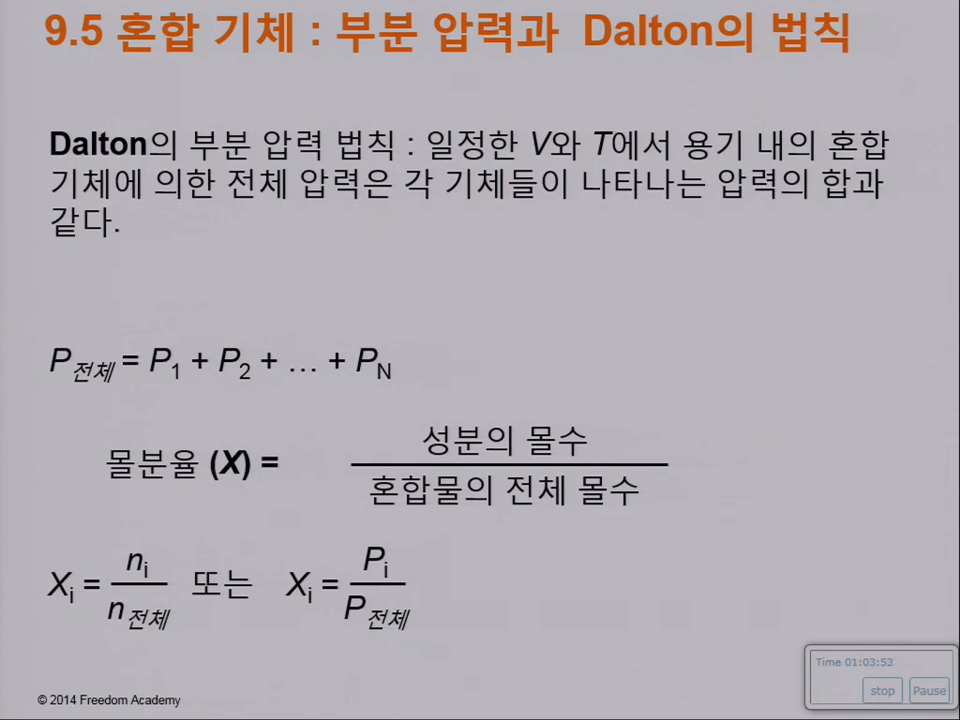 9.5 혼합 기체 : 부분 압력과 Dalton의 법칙
Dalton의 부분 압력 법칙 : 일정한 V와 T에서 용기 내의 혼합
기체에 의한 전체 압력은 각 기체들이 나타나는 압력의 합과
같다.
P전체 = P1 + P2 + … + PN
몰분율 (X) =
성분의 몰수
혼합물의 전체 몰수
Xi = ni / n전체 또는 Xi = Pi / P전체
Time 01:03:53
stop Pause
© 2014 Freedom Academy